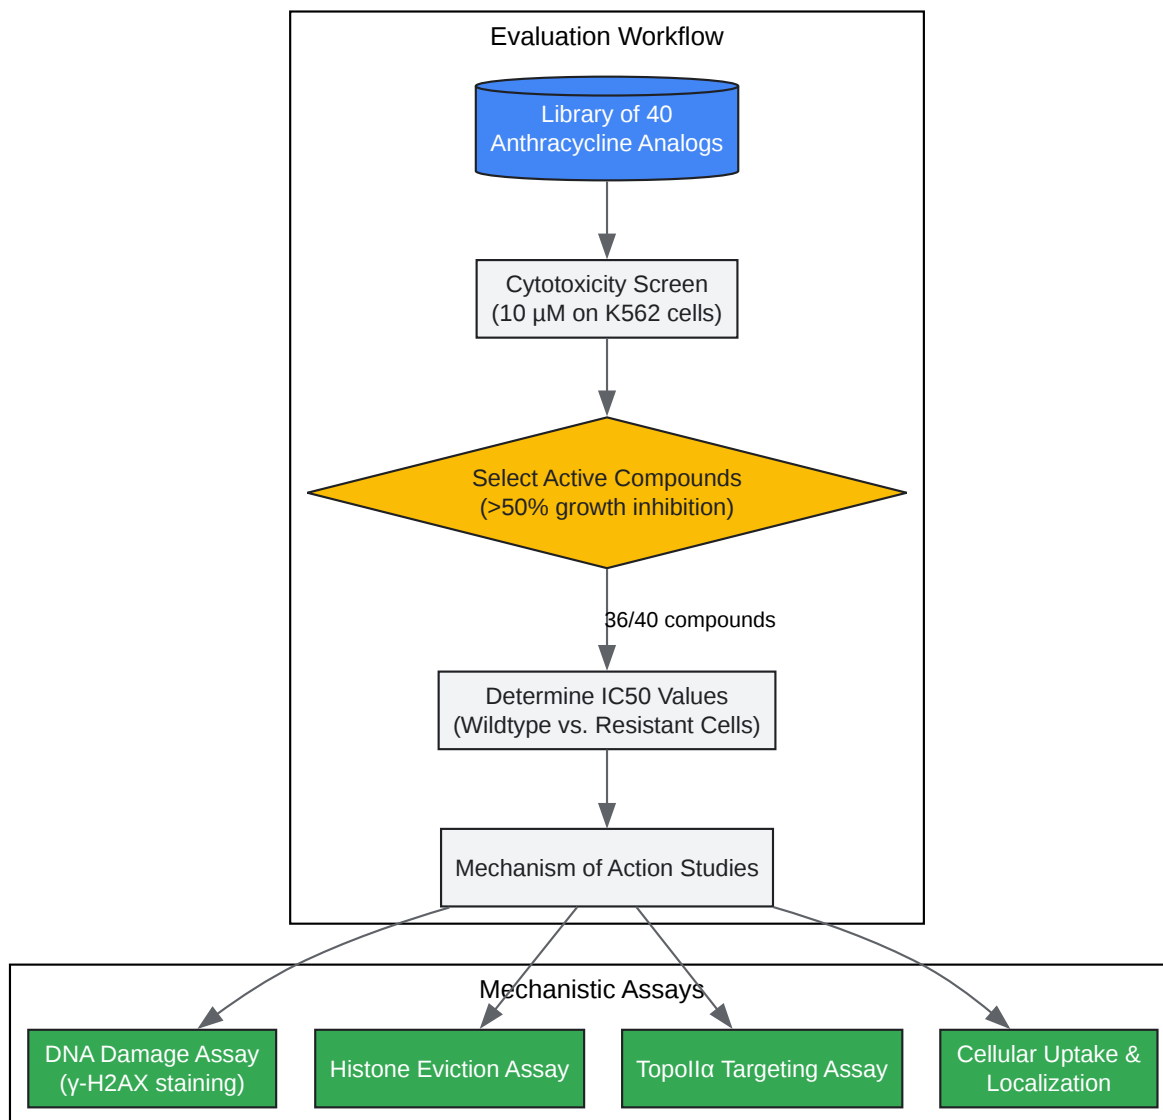 Evaluation Workflow
Library of 40
Anthracycline Analogs
Cytotoxicity Screen
(10 µM on K562 cells)
Select Active Compounds
(>50% growth inhibition)
36/40 compounds
Determine IC50 Values
(Wildtype vs. Resistant Cells)
Mechanism of Action Studies
Mechanistic Assays
DNA Damage Assay
(γ-H2AX staining)
Histone Eviction Assay
TopoIIα Targeting Assay
Cellular Uptake &
Localization